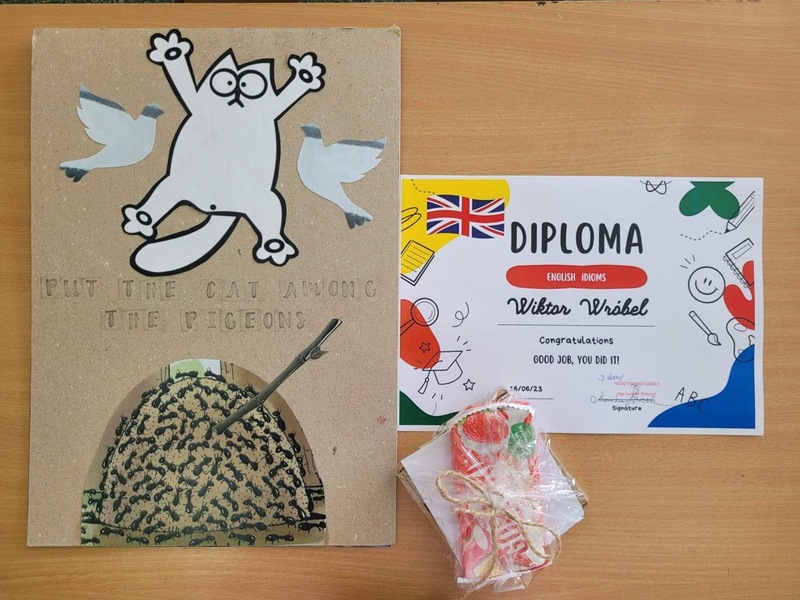 PUT THE CAT AMONG
THE PIGEONS
DIPLOMA
ENGLISH iDIOMS
Wiktor Wróbel
Congratulations
GOOD JOB, YOU DID IT!
16/06/23
Signature
ABC